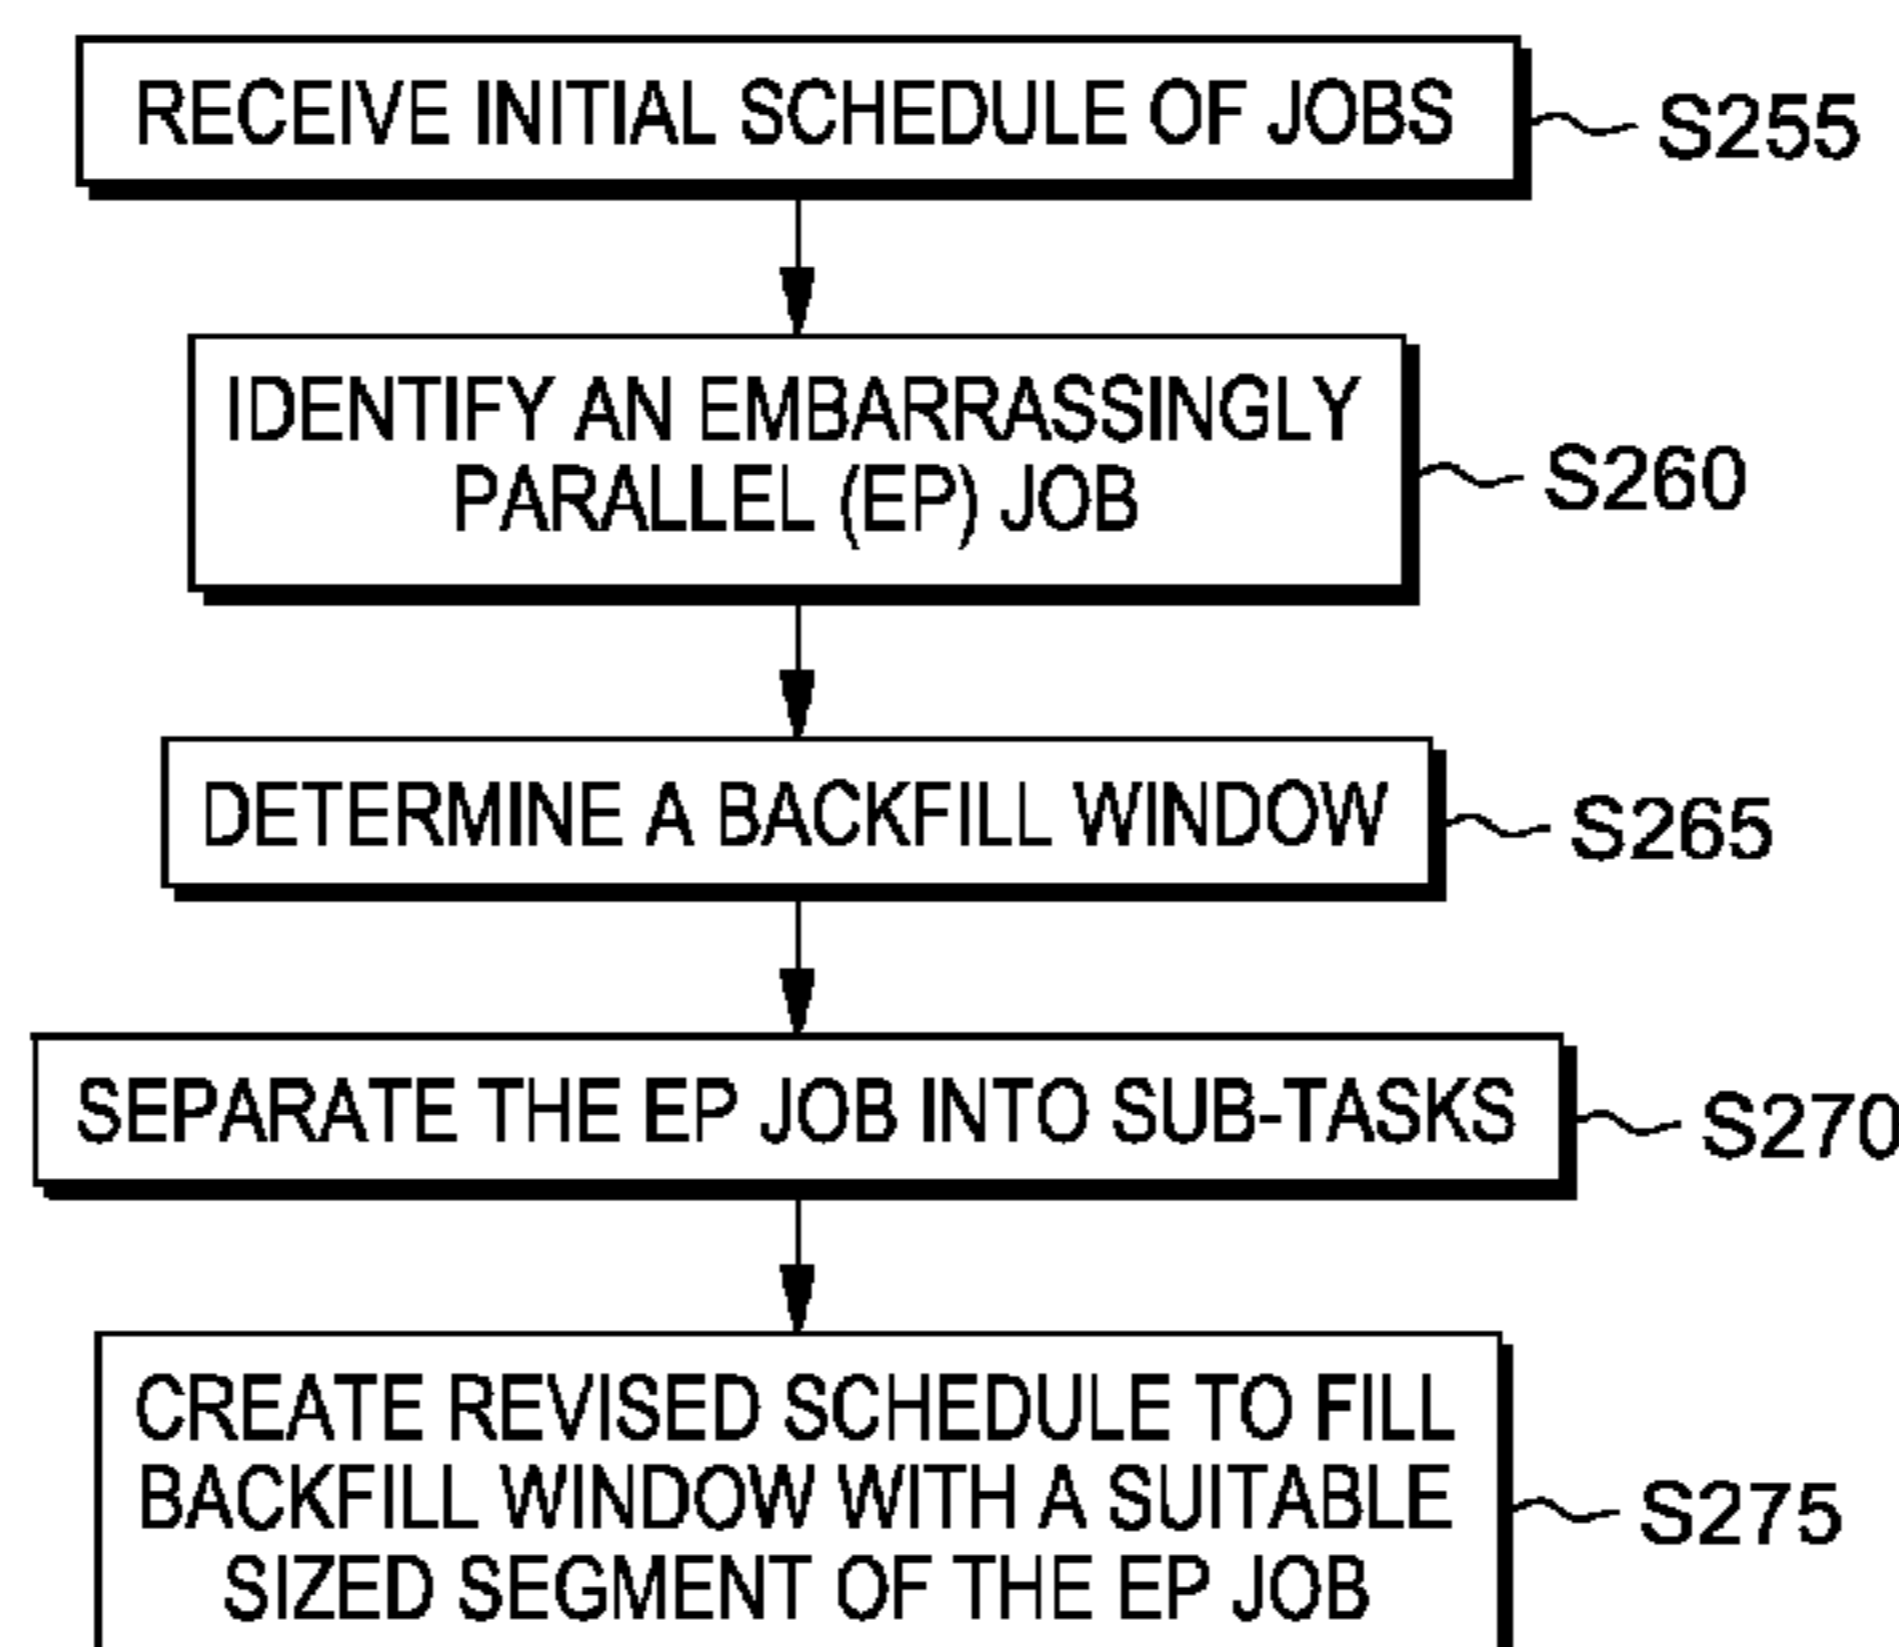 RECEIVE INITIAL SCHEDULE OF JOBS
S255
IDENTIFY AN EMBARRASSINGLY
PARALLEL (EP) JOB
S260
DETERMINE A BACKFILL WINDOW
S265
SEPARATE THE EP JOB INTO SUB-TASKS
S270
CREATE REVISED SCHEDULE TO FILL
BACKFILL WINDOW WITH A SUITABLE
SIZED SEGMENT OF THE EP JOB
S275